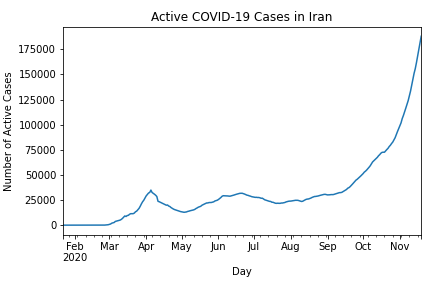 Active COVID-19 Cases in Iran
Number of Active Cases
175000
150000
125000
100000
75000
50000
25000
0
Feb Mar Apr May Jun Jul Aug Sep Oct Nov
2020
Day